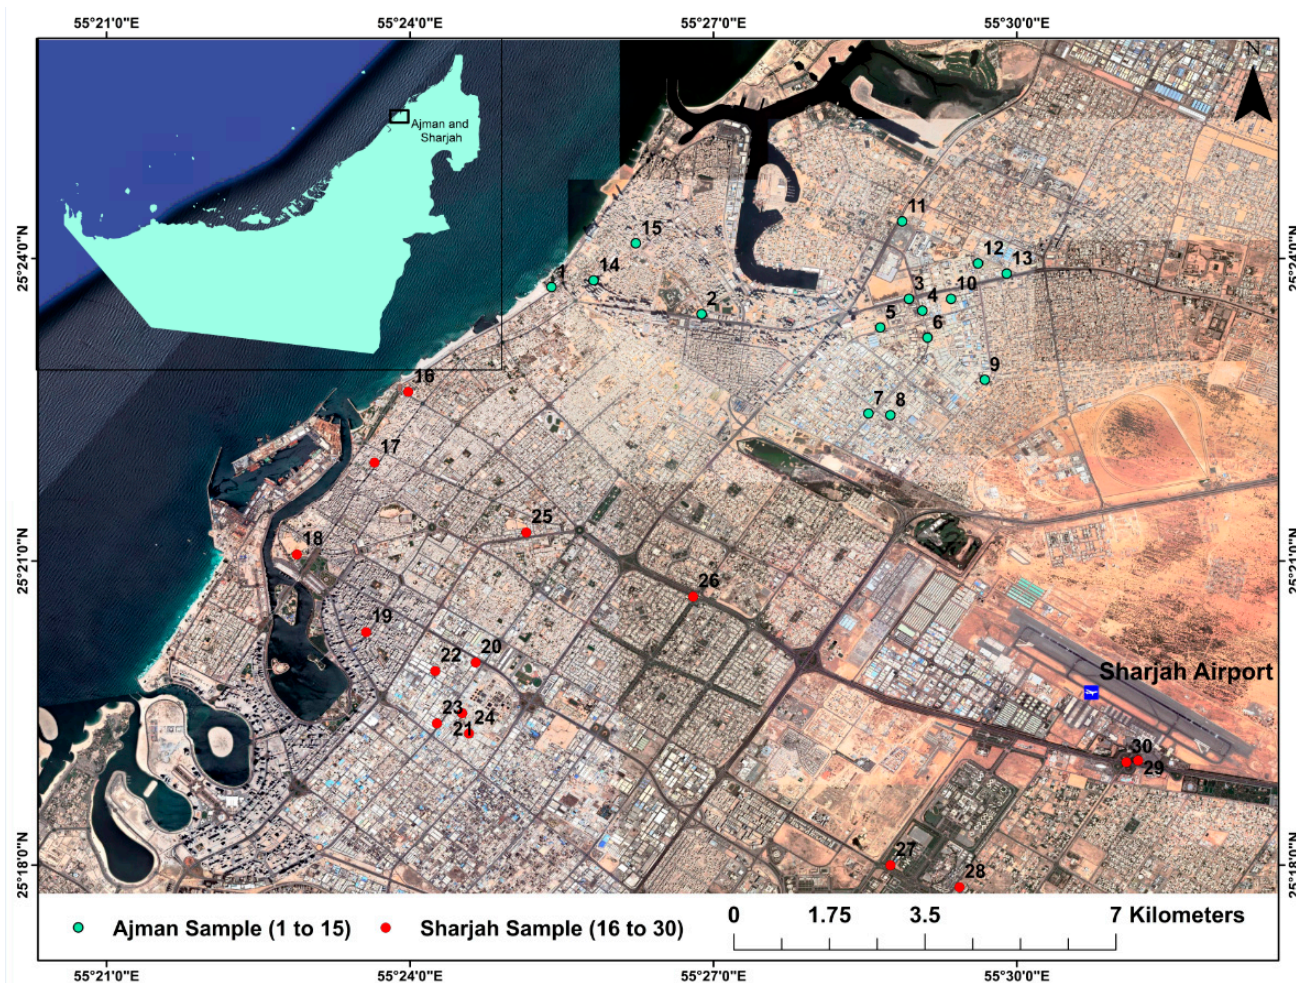 55°21'0"E
55°24'0"E
55°27'0"E
55°30'0"E
N
Ajman and
Sharjah
11
15
25°24'0"N
25°24'0"N
12
13
1
14
3
4
10
2
5
6
9
16
7
8
17
25
18
25°21'0"N
25°21'0"N
26
19
20
22
Sharjah Airport
23
24
21
30
29
27
28
25°18'0"N
25°18'0"N
Ajman Sample (1 to 15)
Sharjah Sample (16 to 30)
0
1.75
3.5
7 Kilometers
55°21'0"E
55°24'0"E
55°27'0"E
55°30'0"E